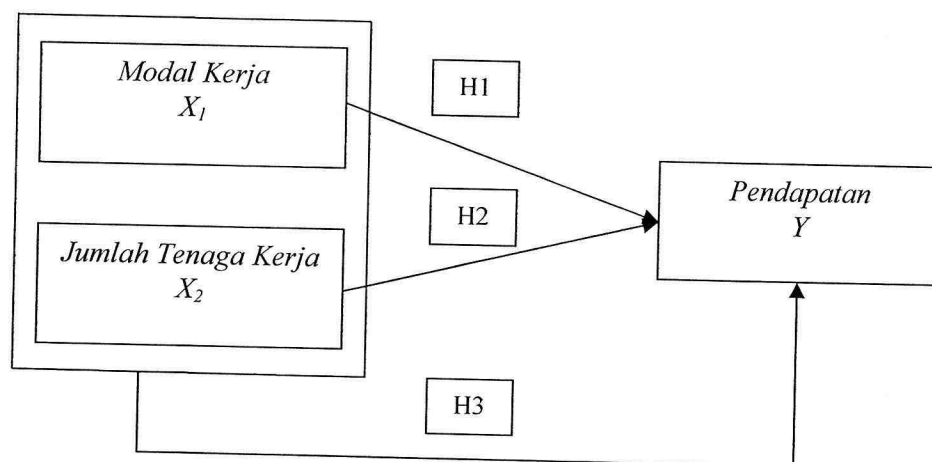 Modal Kerja
X1
H1
Jumlah Tenaga Kerja
X2
H2
Pendapatan
Y
H3